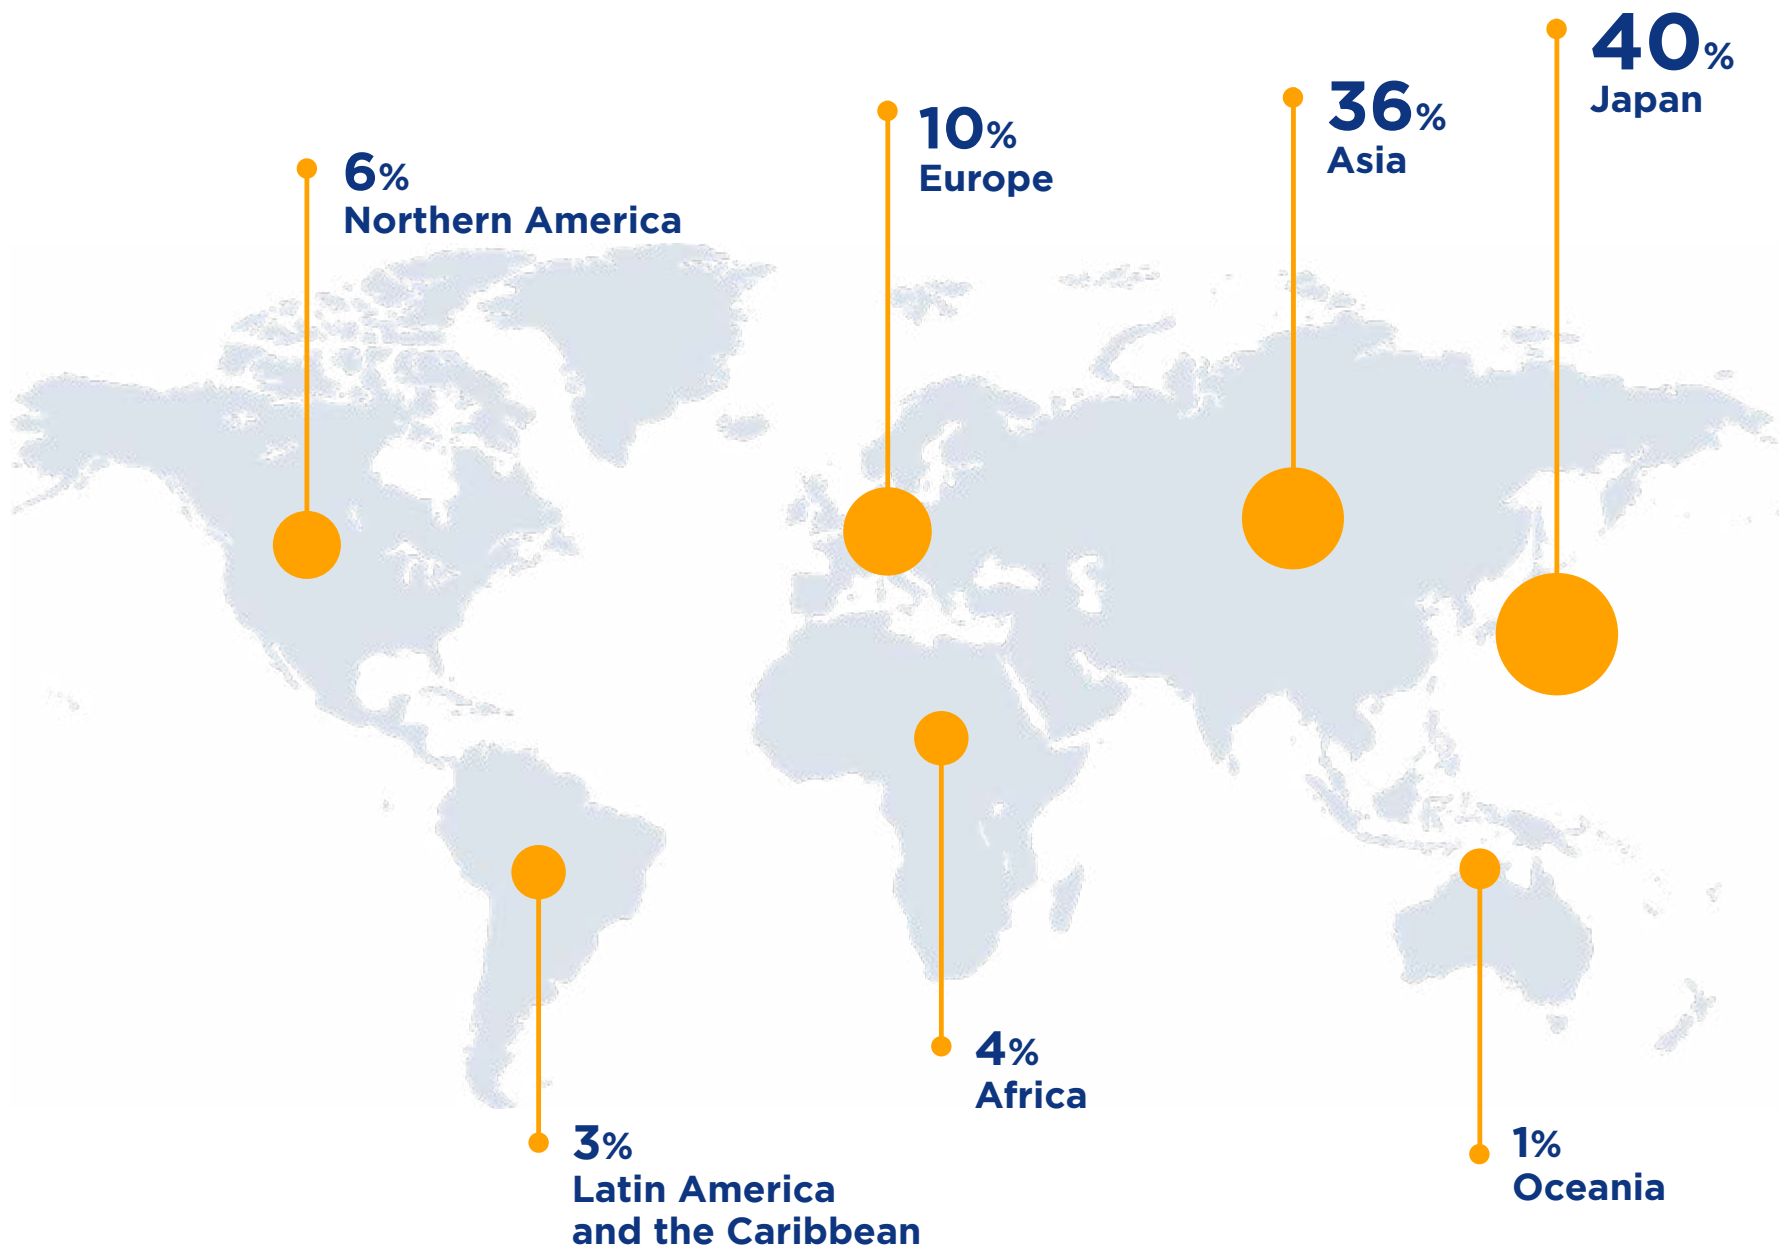 40%
Japan
36%
Asia
10%
Europe
6%
Northern America
4%
Africa
3%
Latin America
and the Caribbean
1%
Oceania